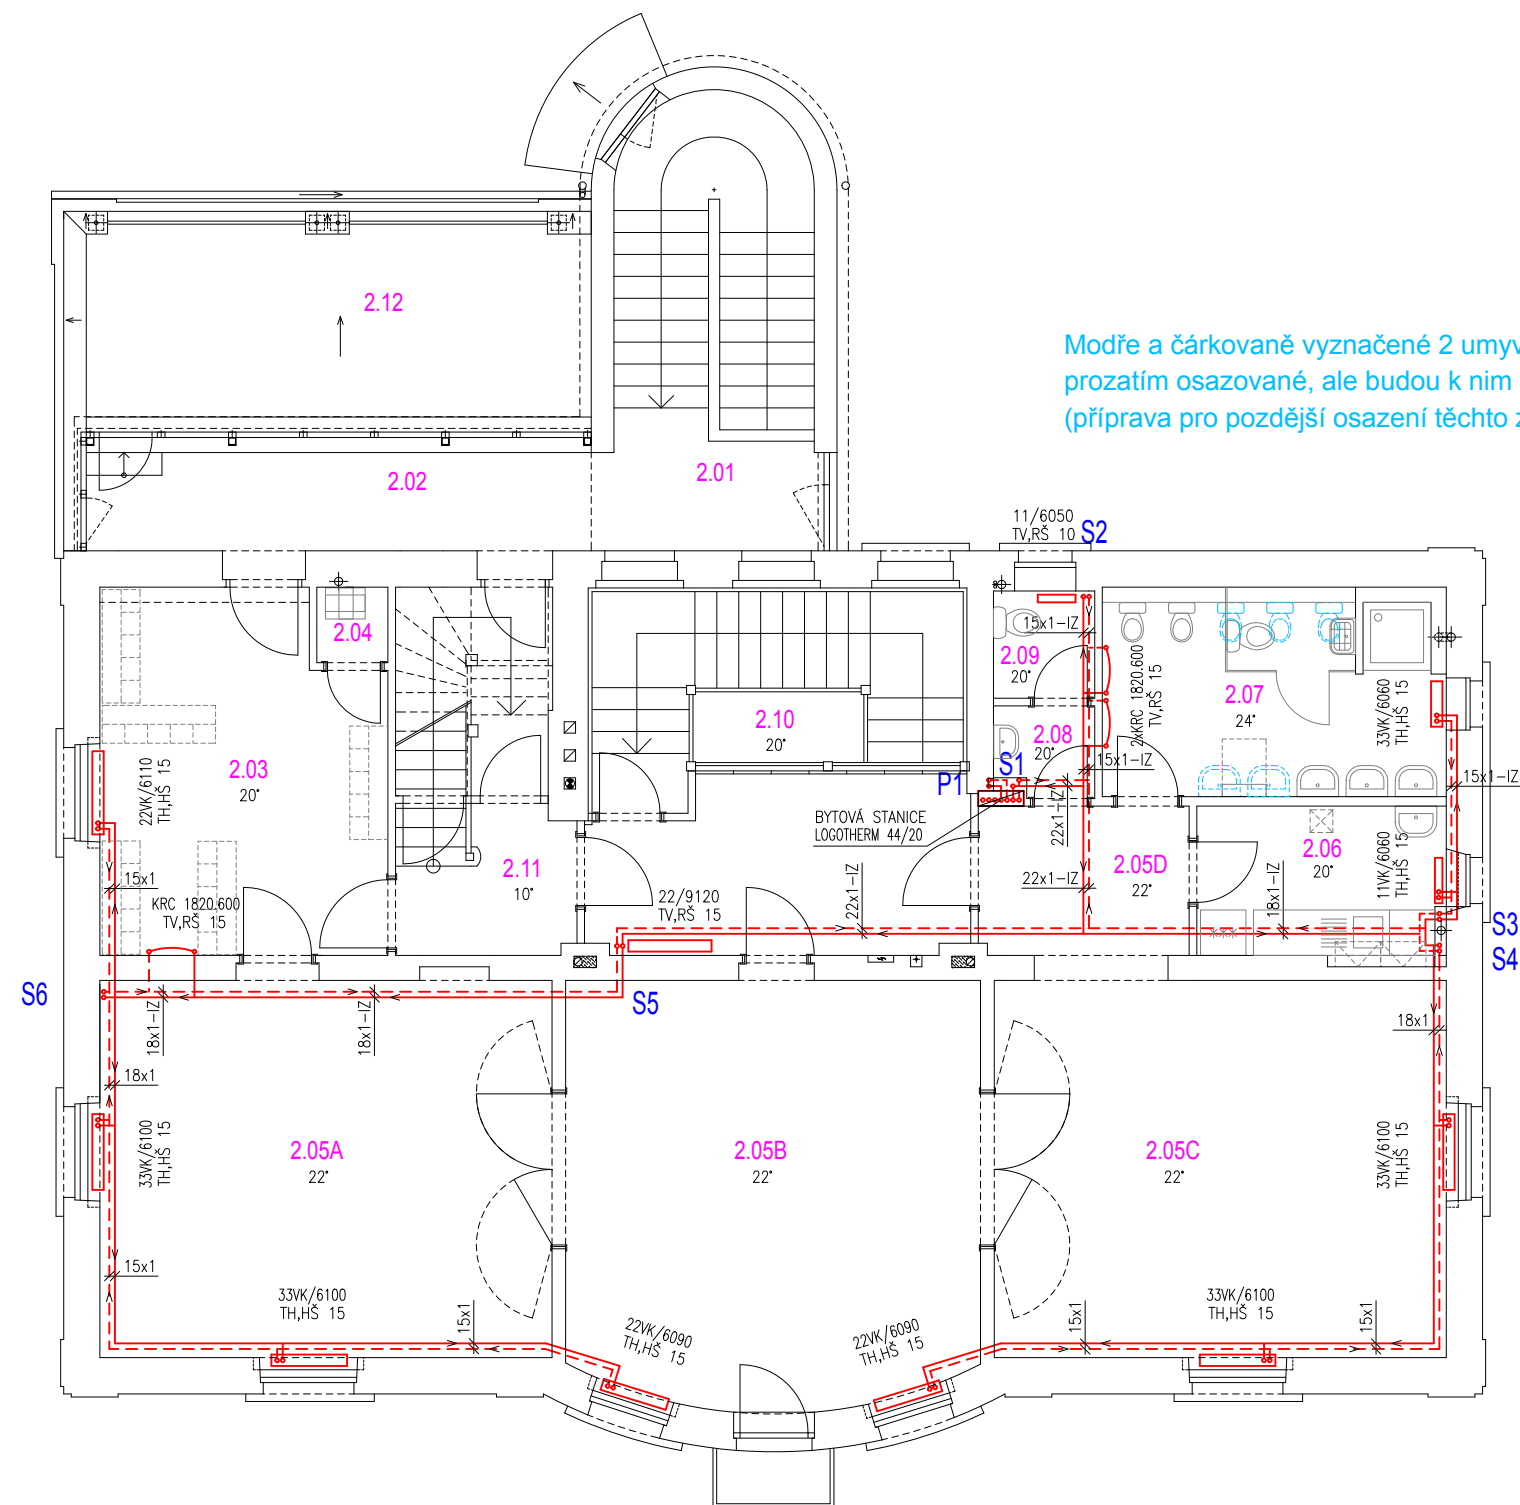 2.12
Modře a čárkovaně vyznačené 2 umyv
prozatím osazované, ale budou k nim
(příprava pro pozdější osazení těchto z
2.02
2.01
11/6050
TV,RŠ 10
S2
2.04
15x1-IZ
2.09
20°
2xKRC 1820.600
TV,RŠ 15
2.07
24°
33VK/6060
TH,HŠ 15
2.10
20°
2.08
20°
2.03
20°
22VK/6110
TH,HŠ 15
P1
S1
15x1-IZ
15x1-IZ
22x1-IZ
BYTOVÁ STANICE
LOGOTHERM 44/20
2.11
10°
2.05D
22°
2.06
20°
11VK/6060
TH,HŠ 15
15x1
KRC 1820.600
TV,RŠ 15
22/9120
TV,RŠ 15
22x1-IZ
22x1-IZ
18x1-IZ
S3
S4
S6
S5
18x1-IZ
18x1-IZ
18x1
18x1
33VK/6100
TH,HŠ 15
2.05A
22°
2.05B
22°
2.05C
22°
33VK/6100
TH,HŠ 15
15x1
33VK/6100
TH,HŠ 15
15x1
22VK/6090
TH,HŠ 15
22VK/6090
TH,HŠ 15
15x1
33VK/6100
TH,HŠ 15
15x1